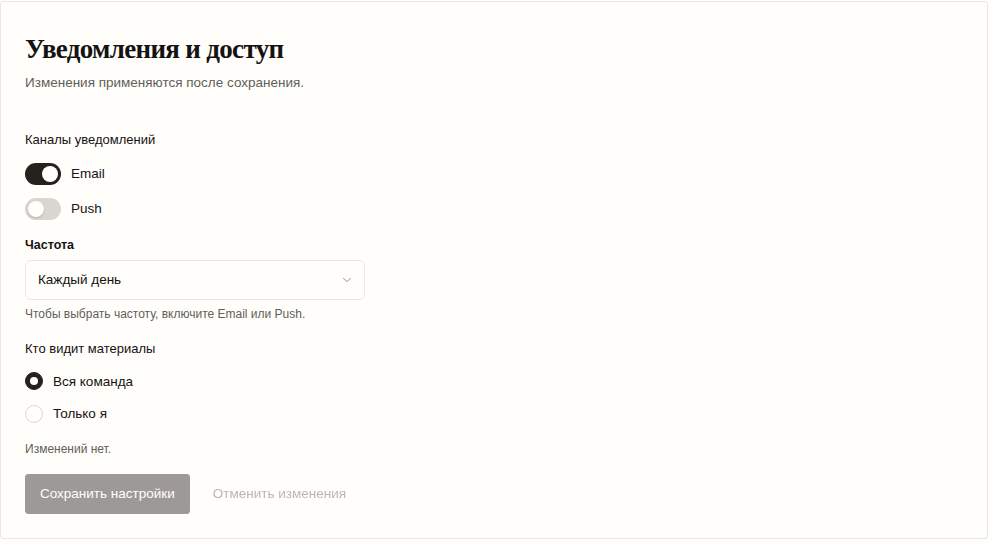 Уведомления и доступ
Изменения применяются после сохранения.
Каналы уведомлений
Email
Push
Частота
Каждый день
Чтобы выбрать частоту, включите Email или Push.
Кто видит материалы
Вся команда
Только я
Изменений нет.
Сохранить настройки
Отменить изменения